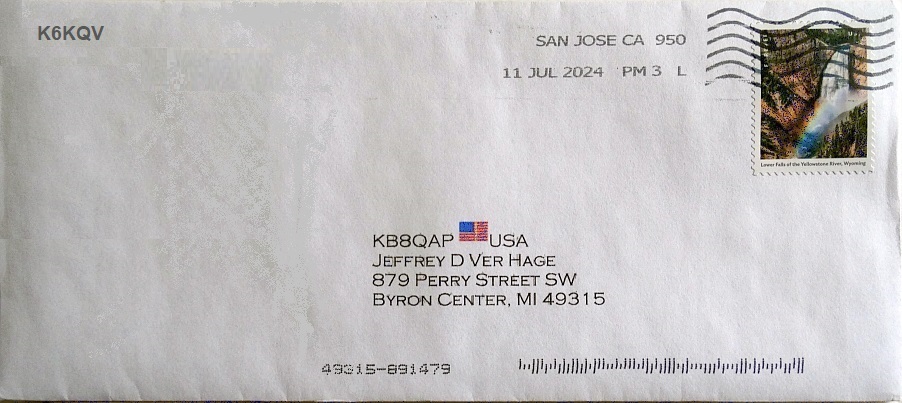 K6KQV
SAN JOSE CA 950
11 JUL 2024 PM 3 L
Lower Falls of the Yellowstone River, Wyoming
KB8QAP USA
JEFFREY D VER HAGE
879 PERRY STREET SW
BYRON CENTER, MI 49315
49315-891479